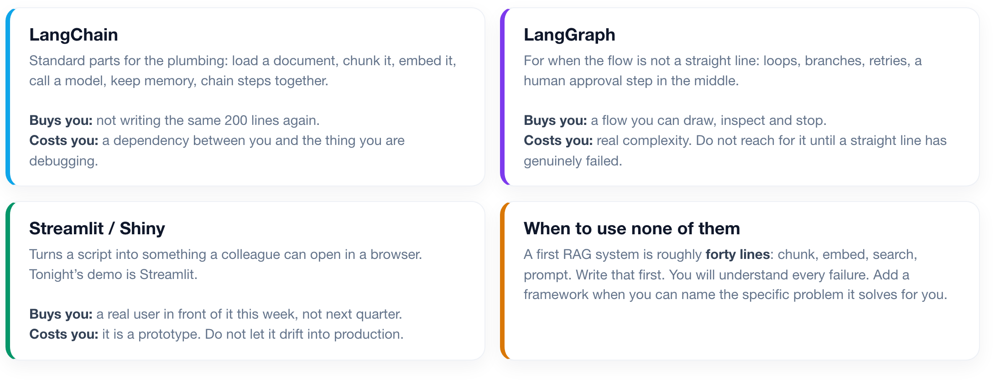 LangChain
Standard parts for the plumbing: load a document, chunk it, embed it,
call a model, keep memory, chain steps together.
Buys you: not writing the same 200 lines again.
Costs you: a dependency between you and the thing you are
debugging.
LangGraph
For when the flow is not a straight line: loops, branches, retries, a
human approval step in the middle.
Buys you: a flow you can draw, inspect and stop.
Costs you: real complexity. Do not reach for it until a straight line has
genuinely failed.
Streamlit / Shiny
Turns a script into something a colleague can open in a browser.
Tonight’s demo is Streamlit.
Buys you: a real user in front of it this week, not next quarter.
Costs you: it is a prototype. Do not let it drift into production.
When to use none of them
A first RAG system is roughly forty lines: chunk, embed, search,
prompt. Write that first. You will understand every failure. Add a
framework when you can name the specific problem it solves for you.